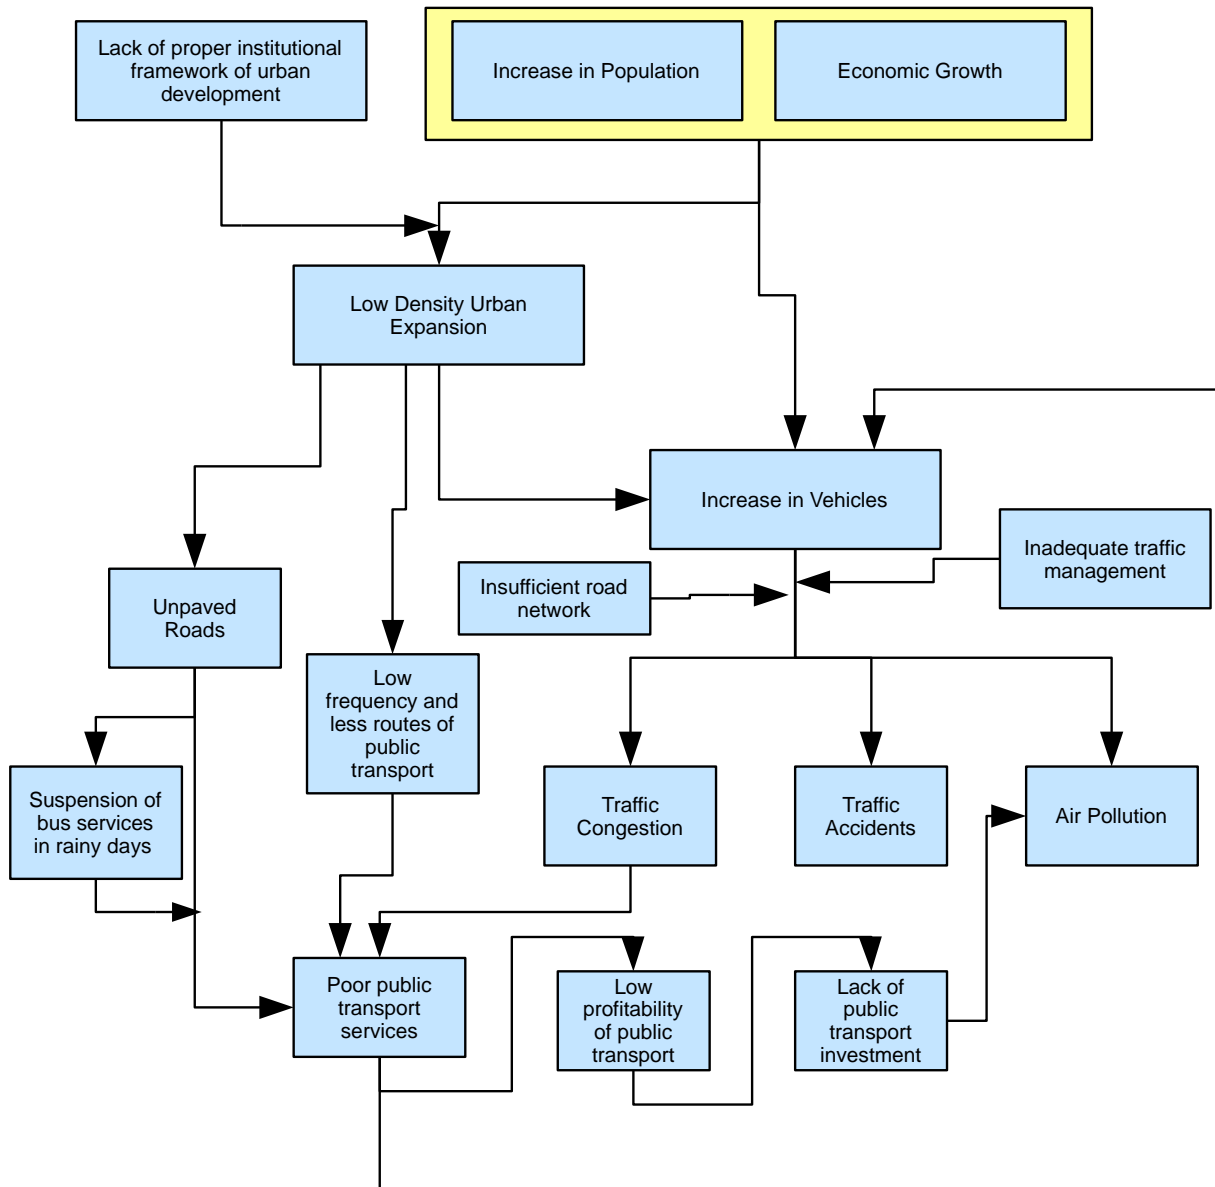 Lack of proper institutional
framework of urban
development
Increase in Population
Economic Growth
Low Density Urban
Expansion
Increase in Vehicles
Inadequate traffic
management
Insufficient road
network
Unpaved
Roads
Low
frequency and
less routes of
public
transport
Suspension of
bus services
in rainy days
Traffic
Congestion
Traffic
Accidents
Air Pollution
Poor public
transport
services
Low
profitability
of public
transport
Lack of
public
transport
investment